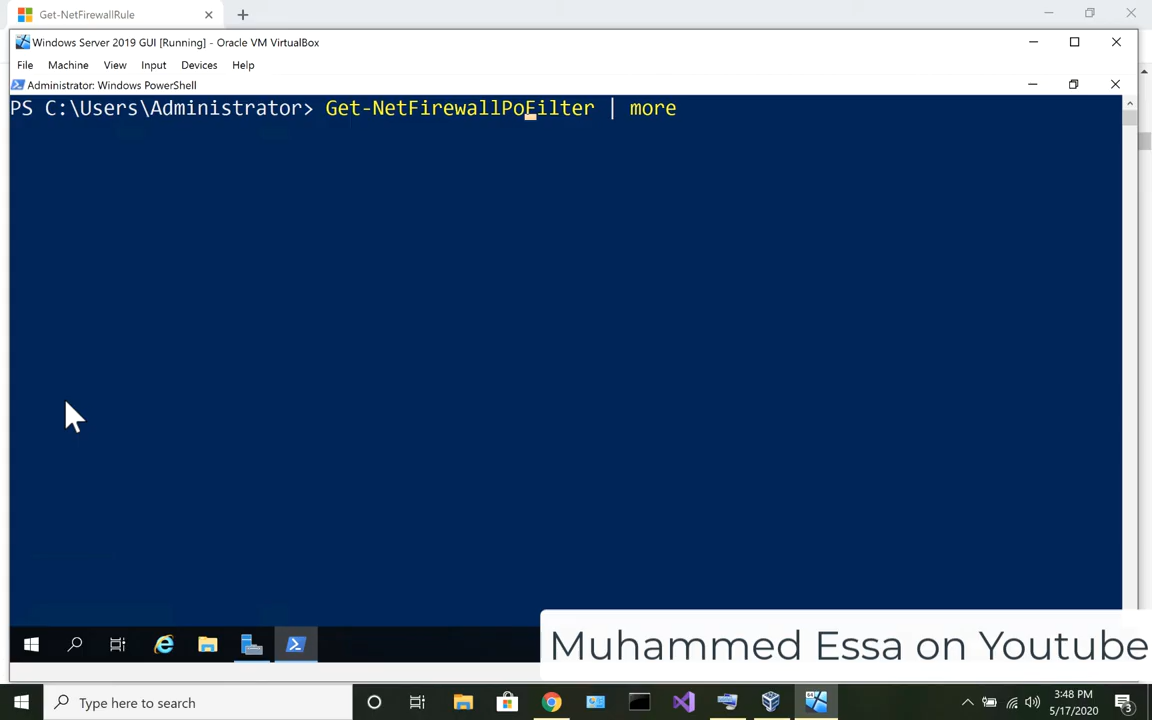 Get-NetFirewallRule
Windows Server 2019 GUI [Running] - Oracle VM VirtualBox
File Machine View Input Devices Help
Administrator: Windows PowerShell
PS C:\Users\Administrator> Get-NetFirewallPoFilter | more
Muhammed Essa on Youtube
Type here to search
3:48 PM
5/17/2020
3